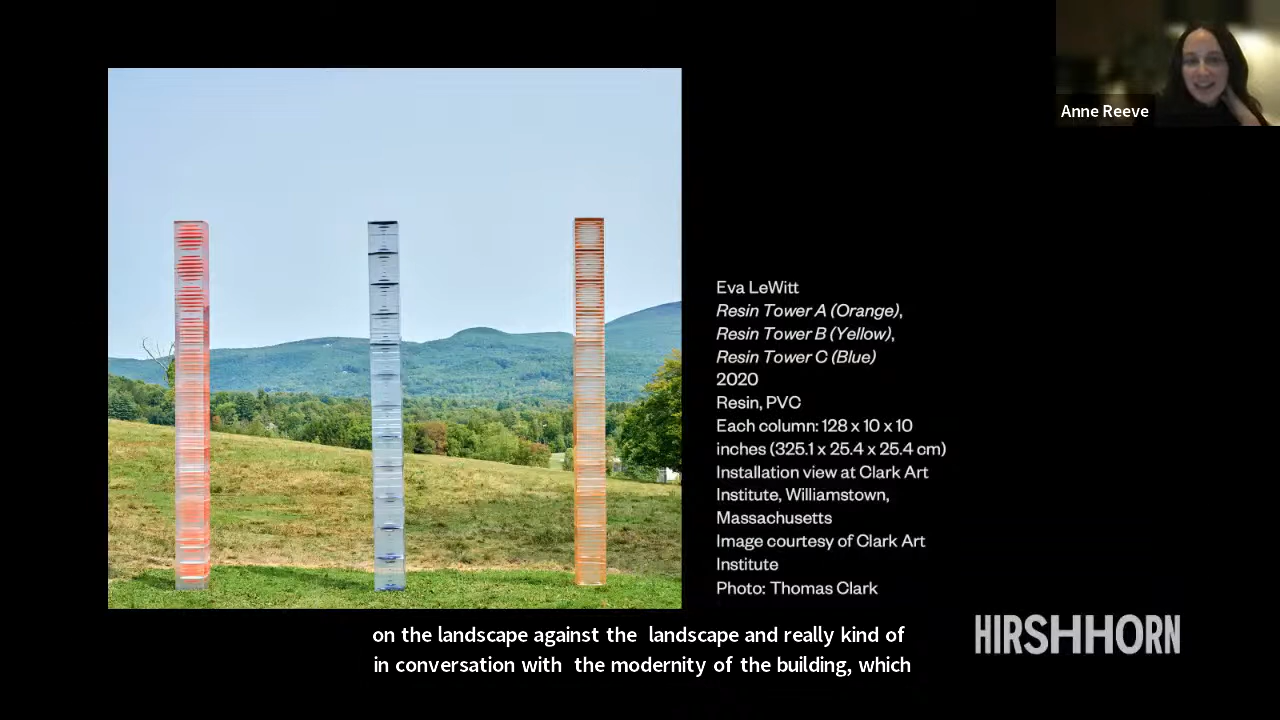 Anne Reeve
Eva LeWitt
Resin Tower A (Orange),
Resin Tower B (Yellow),
Resin Tower C (Blue)
2020
Resin, PVC
Each column: 128 x 10 x 10
inches (325.1 x 25.4 x 25.4 cm)
Installation view at Clark Art
Institute, Williamstown,
Massachusetts
Image courtesy of Clark Art
Institute
Photo: Thomas Clark
on the landscape against the landscape and really kind of
in conversation with the modernity of the building, which
HIRSHHORN